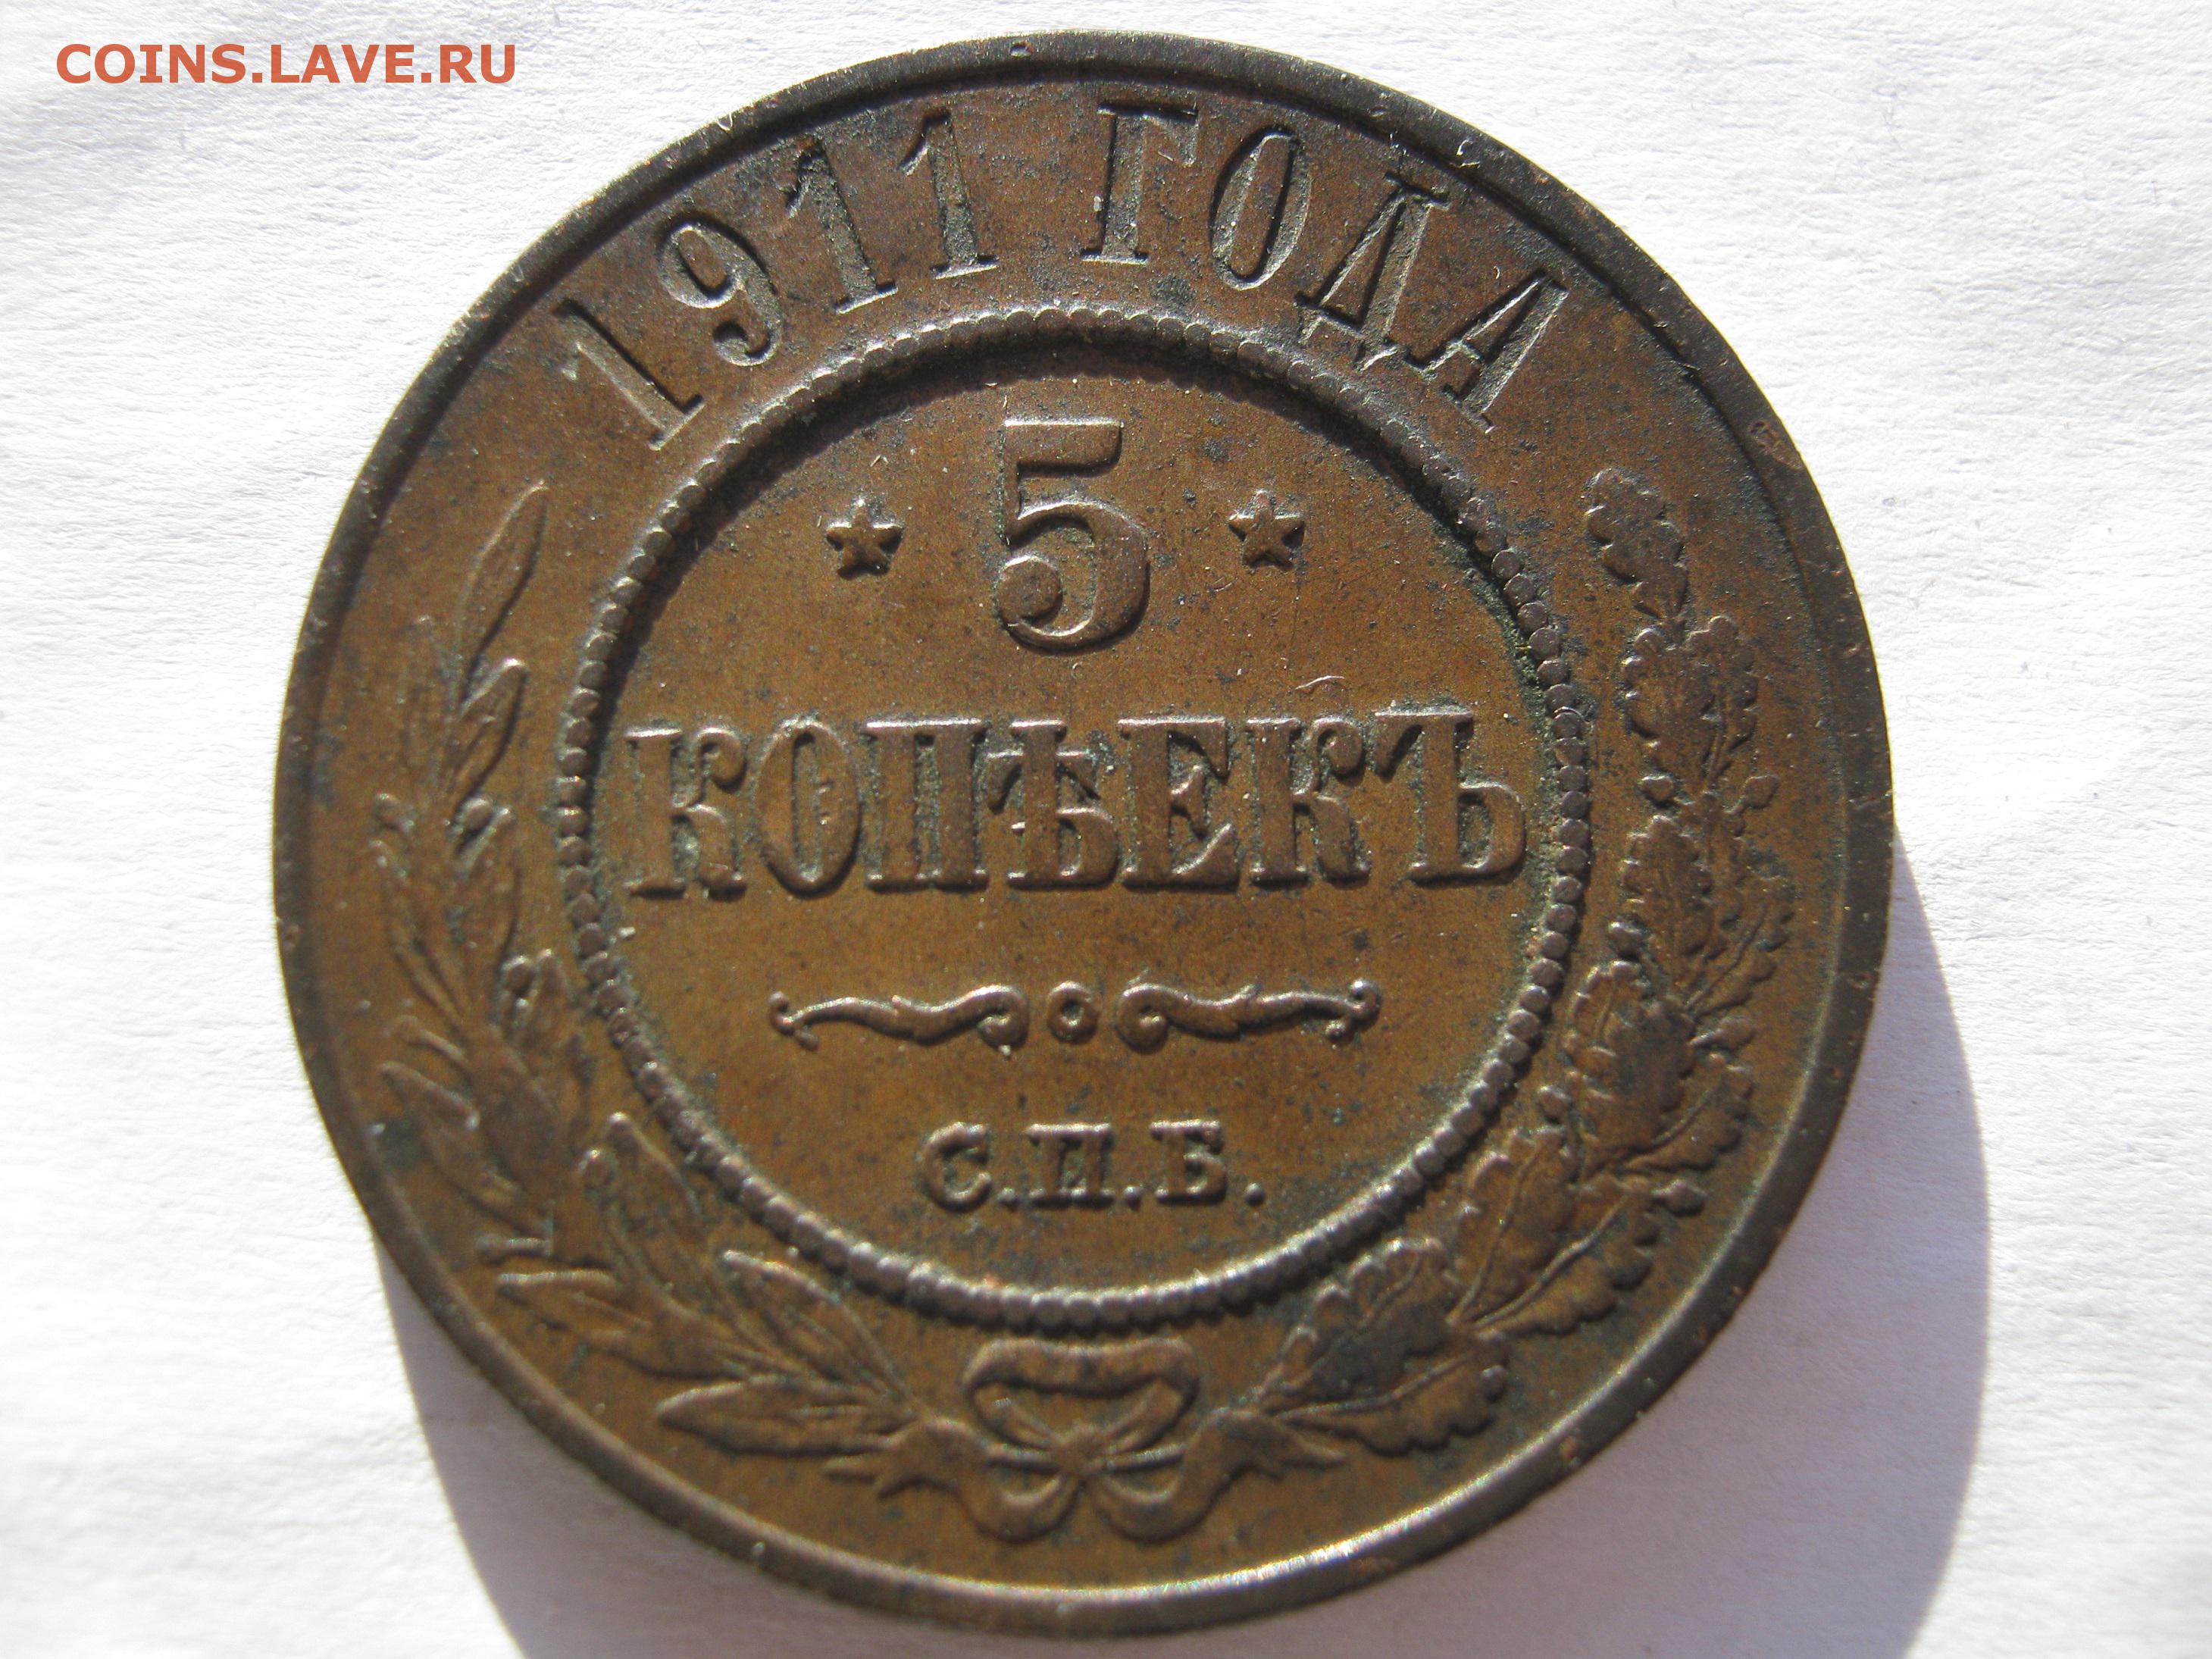 COINS.LAVE.RU
1911 ГОДА
5
КОПѢЕКЪ
С.П.Б.